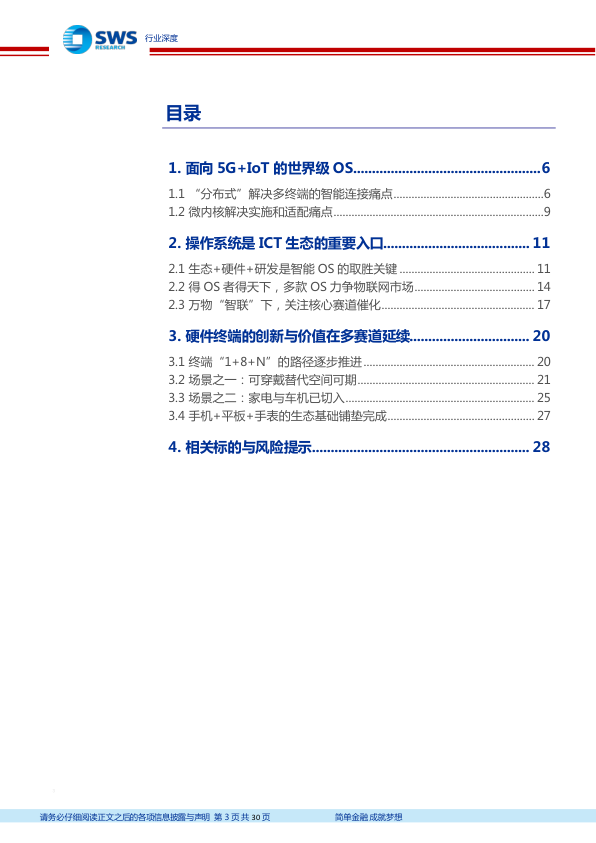 SWS
RESEARCH
行业深度
目录
1. 面向 5G+IoT 的世界级 OS..................................................6
1.1 “分布式”解决多终端的智能连接痛点..................................................6
1.2 微内核解决实施和适配痛点......................................................................9
2. 操作系统是 ICT 生态的重要入口....................................... 11
2.1 生态+硬件+研发是智能 OS 的取胜关键............................................. 11
2.2 得 OS 者得天下，多款 OS 力争物联网市场........................................ 14
2.3 万物“智联”下，关注核心赛道催化................................................... 17
3. 硬件终端的创新与价值在多赛道延续................................ 20
3.1 终端“1+8+N”的路径逐步推进......................................................... 20
3.2 场景之一：可穿戴替代空间可期........................................................... 21
3.3 场景之二：家电与车机已切入............................................................... 25
3.4 手机+平板+手表的生态基础铺垫完成................................................. 27
4. 相关标的与风险提示.......................................................... 28
请务必仔细阅读正文之后的各项信息披露与声明 第 3 页 共 30 页 简单金融 成就梦想